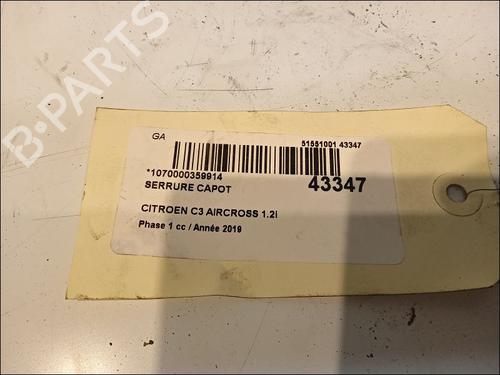 B-PARTS
GA
51551001 43347
*1070000359914
SERRURE CAPOT
43347
CITROEN C3 AIRCROSS 1.2i
Phase 1 cc / Année 2019